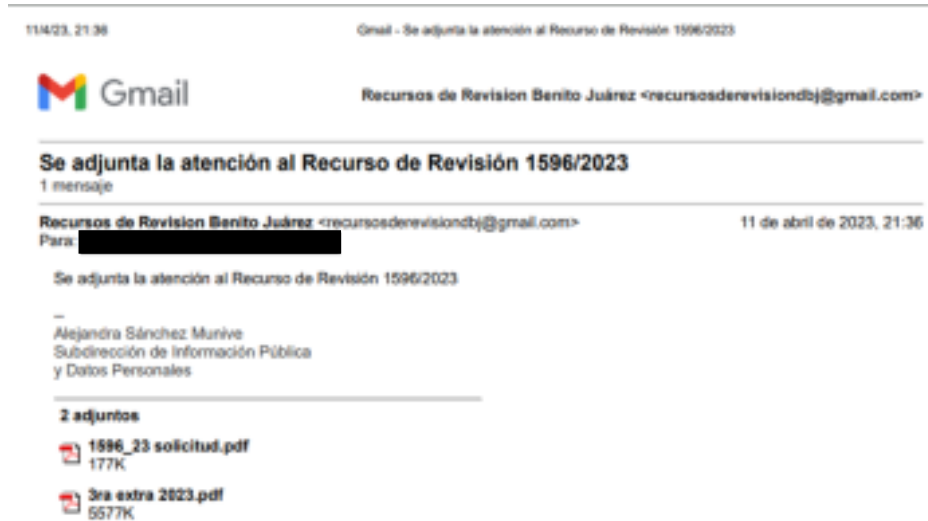 11/4/23, 21:36 Gmail - Se adjunta la atención al Recurso de Revisión 1596/2023
Gmail Recursos de Revision Benito Juárez <recursosderevisiondbj@gmail.com>
Se adjunta la atención al Recurso de Revisión 1596/2023
1 mensaje
Recursos de Revision Benito Juárez <recursosderevisiondbj@gmail.com> 11 de abril de 2023, 21:36
Para:
Se adjunta la atención al Recurso de Revisión 1596/2023
--
Alejandra Sánchez Munive
Subdirección de Información Pública
y Datos Personales
2 adjuntos
1596_23 solicitud.pdf
177K
3ra extra 2023.pdf
5577K